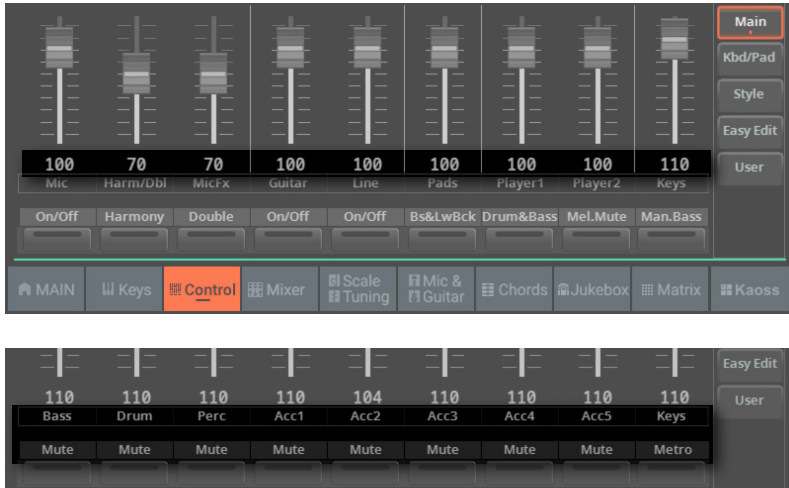 Main
Kbd/Pad
Style
Easy Edit
User
100 70 70 100 100 100 100 100 110
Mic Harm/Dbl MicFx Guitar Line Pads Player1 Player2 Keys
On/Off Harmony Double On/Off On/Off Bs&LwBck Drum&Bass Mel.Mute Man.Bass
MAIN Keys Control Mixer Scale Tuning Mic & Guitar Chords Jukebox Matrix Kaoss
Easy Edit
User
110 110 110 110 104 110 110 110 110
Bass Drum Perc Acc1 Acc2 Acc3 Acc4 Acc5 Keys
Mute Mute Mute Mute Mute Mute Mute Mute Metro